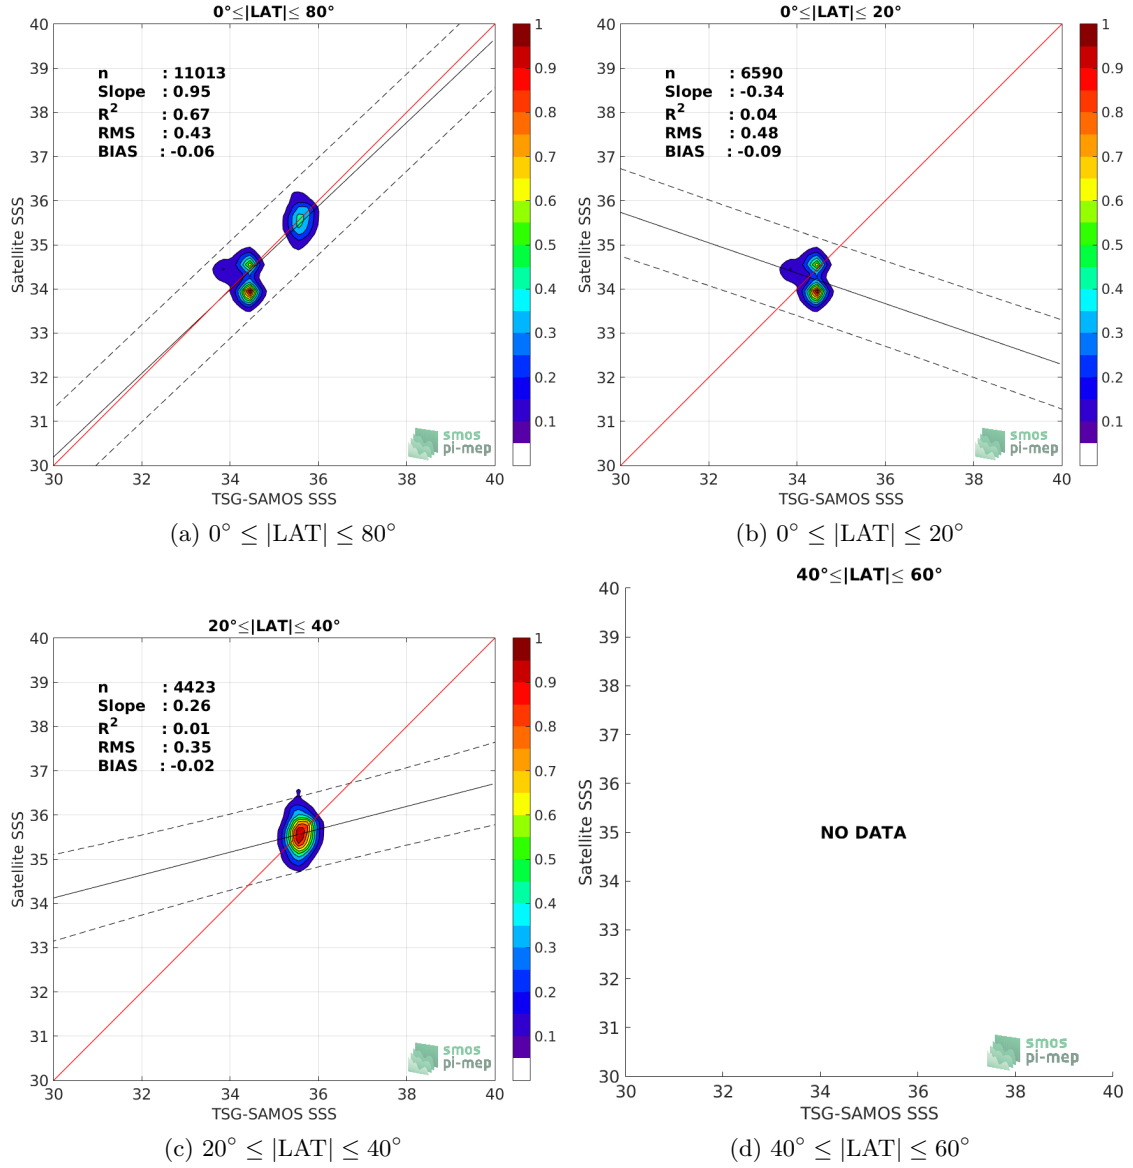 0°≤|LAT|≤ 80°
40
39
38
37
36
35
34
33
32
31
30
Satellite SSS
n : 11013
Slope : 0.95
R2 : 0.67
RMS : 0.43
BIAS : -0.06
smos
pi-mep
30 32 34 36 38 40
TSG-SAMOS SSS
1
0.9
0.8
0.7
0.6
0.5
0.4
0.3
0.2
0.1
(a) 0° ≤ |LAT| ≤ 80°
0°≤|LAT|≤ 20°
40
39
38
37
36
35
34
33
32
31
30
Satellite SSS
n : 6590
Slope : -0.34
R2 : 0.04
RMS : 0.48
BIAS : -0.09
smos
pi-mep
30 32 34 36 38 40
TSG-SAMOS SSS
1
0.9
0.8
0.7
0.6
0.5
0.4
0.3
0.2
0.1
(b) 0° ≤ |LAT| ≤ 20°
20°≤|LAT|≤ 40°
40
39
38
37
36
35
34
33
32
31
30
Satellite SSS
n : 4423
Slope : 0.26
R2 : 0.01
RMS : 0.35
BIAS : -0.02
smos
pi-mep
30 32 34 36 38 40
TSG-SAMOS SSS
1
0.9
0.8
0.7
0.6
0.5
0.4
0.3
0.2
0.1
(c) 20° ≤ |LAT| ≤ 40°
40°≤|LAT|≤ 60°
40
39
38
37
36
35
34
33
32
31
30
Satellite SSS
NO DATA
smos
pi-mep
30 32 34 36 38 40
TSG-SAMOS SSS
(d) 40° ≤ |LAT| ≤ 60°